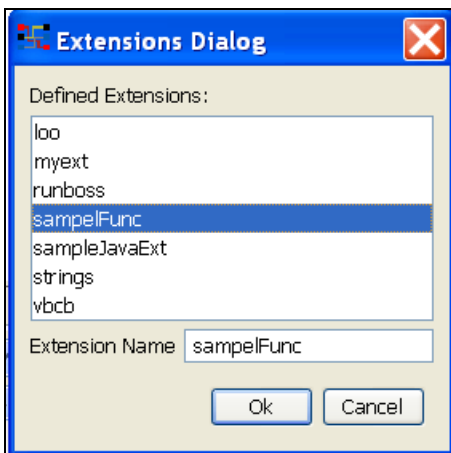 Extensions Dialog
Defined Extensions:
loo
myext
runboss
sampelFunc
sampleJavaExt
strings
vbcb
Extension Name sampelFunc
Ok Cancel